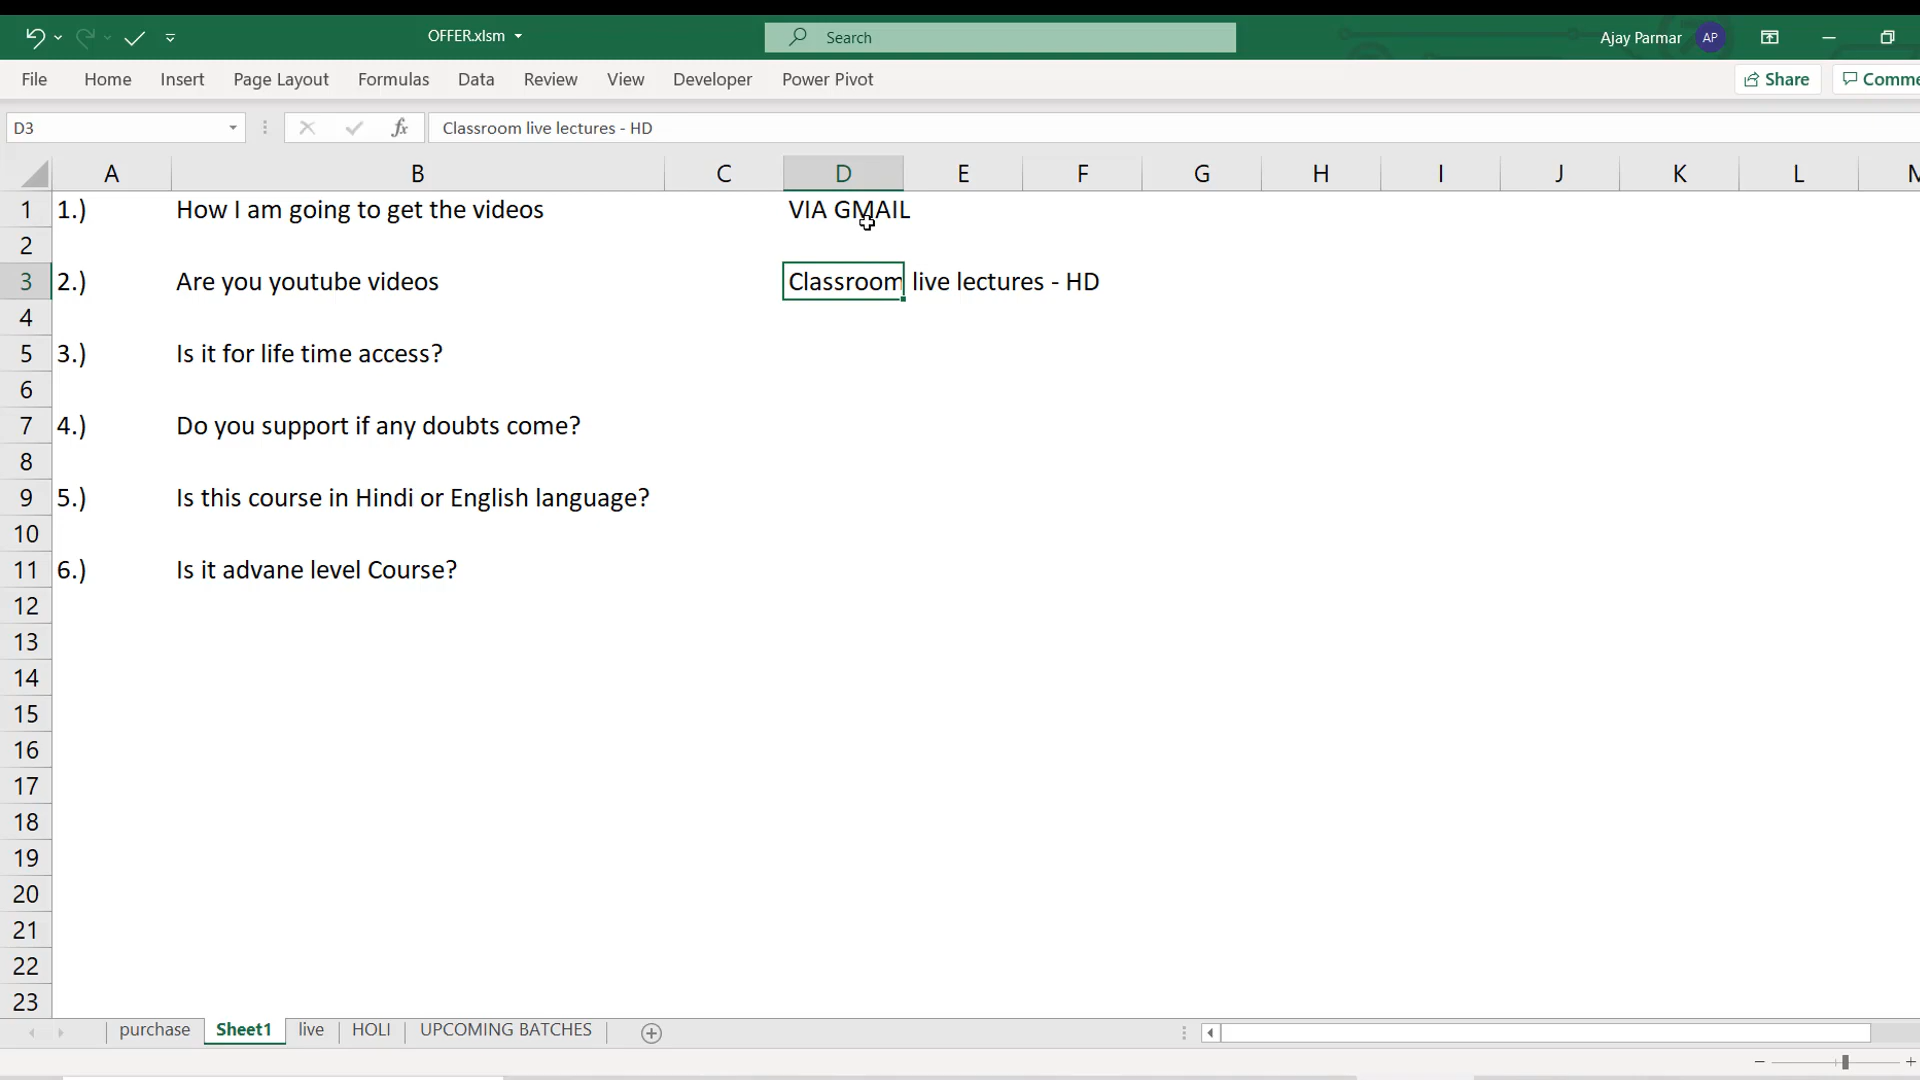 OFFER.xlsm
Search
Ajay Parmar
AP
File Home Insert Page Layout Formulas Data Review View Developer Power Pivot
Share
Comme
D3
fx
Classroom live lectures - HD
A B C D E F G H I J K L
1 1.) How I am going to get the videos VIA GMAIL
2
3 2.) Are you youtube videos Classroom live lectures - HD
4
5 3.) Is it for life time access?
6
7 4.) Do you support if any doubts come?
8
9 5.) Is this course in Hindi or English language?
10
11 6.) Is it advane level Course?
12
13
14
15
16
17
18
19
20
21
22
23
purchase Sheet1 live HOLI UPCOMING BATCHES